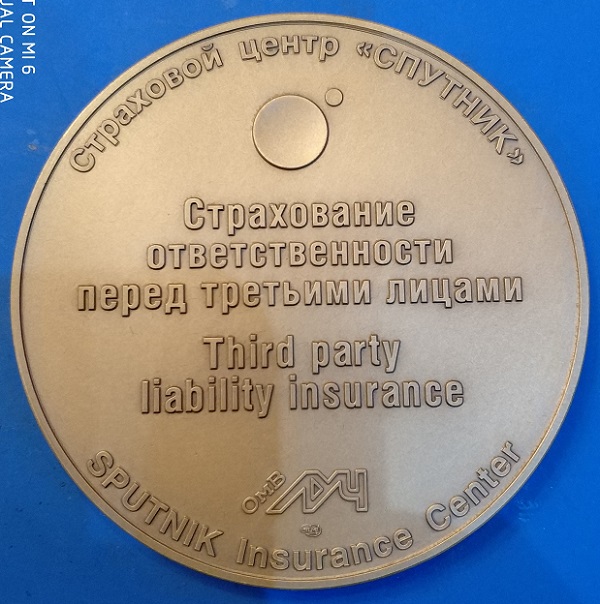 Страховой центр «СПУТНИК»
Страхование
ответственности
перед третьими лицами
Third party
liability insurance
ОМБ
SPUTNIK Insurance Center
T ON MI 6
UAL CAMERA